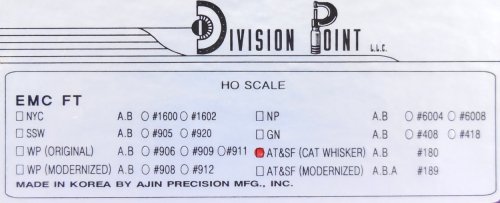 DIVISION POINT L.L.C.
HO SCALE
EMC FT
☐ NYC A.B ○ #1600 ○ #1602 ☐ NP A.B ○ #6004 ○ #6008
☐ SSW A.B ○ #905 ○ #920 ☐ GN A.B ○ #408 ○ #418
☐ WP (ORIGINAL) A.B ○ #906 ○ #909 ○ #911 ☐ AT&SF (CAT WHISKER) A.B #180
☐ WP (MODERNIZED) A.B ○ #908 ○ #912 ☐ AT&SF (MODERNIZED) A.B.A #189
MADE IN KOREA BY AJIN PRECISION MFG., INC.